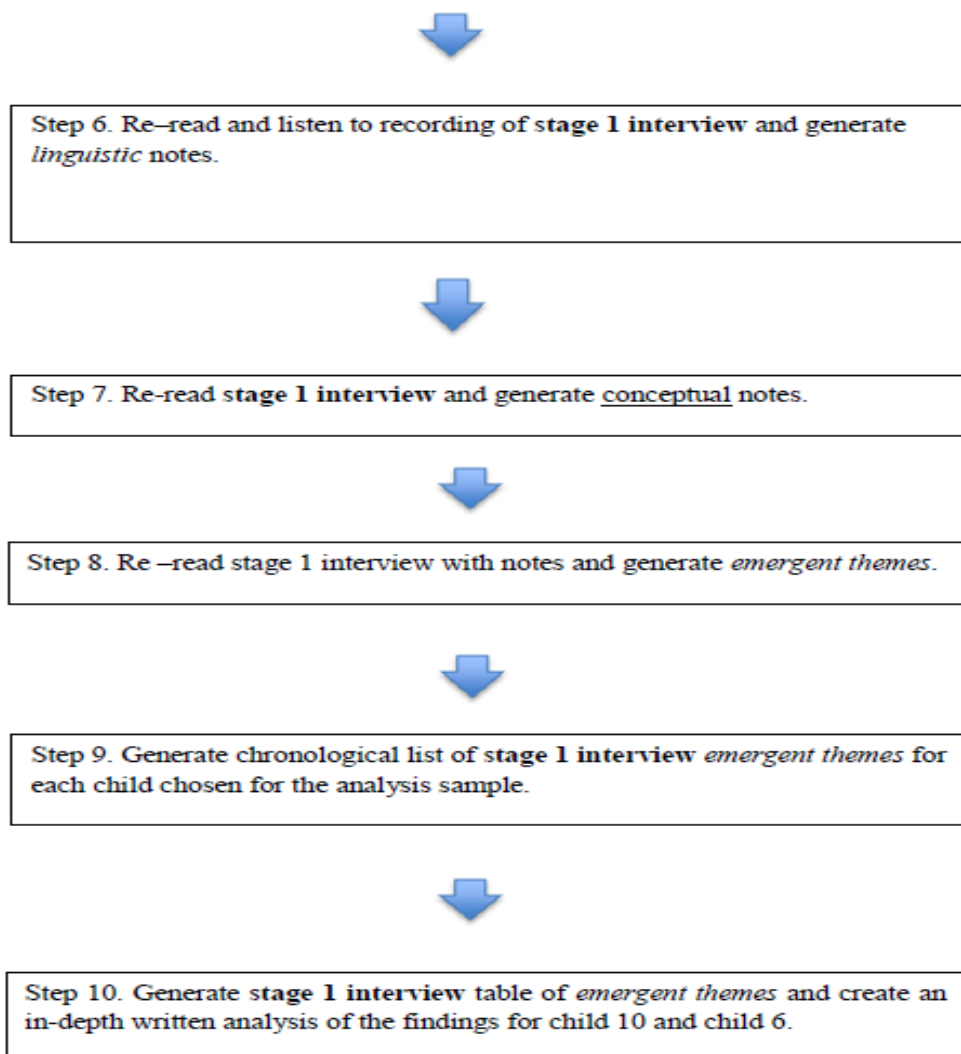 Step 6. Re–read and listen to recording of stage 1 interview and generate
linguistic notes.
Step 7. Re-read stage 1 interview and generate conceptual notes.
Step 8. Re –read stage 1 interview with notes and generate emergent themes.
Step 9. Generate chronological list of stage 1 interview emergent themes for
each child chosen for the analysis sample.
Step 10. Generate stage 1 interview table of emergent themes and create an
in-depth written analysis of the findings for child 10 and child 6.